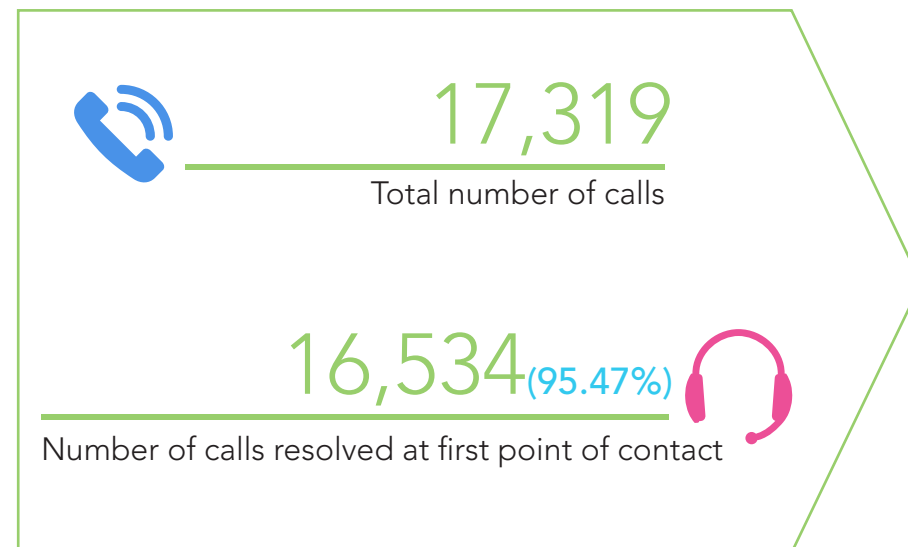 17,319
Total number of calls
16,534(95.47%)
Number of calls resolved at first point of contact